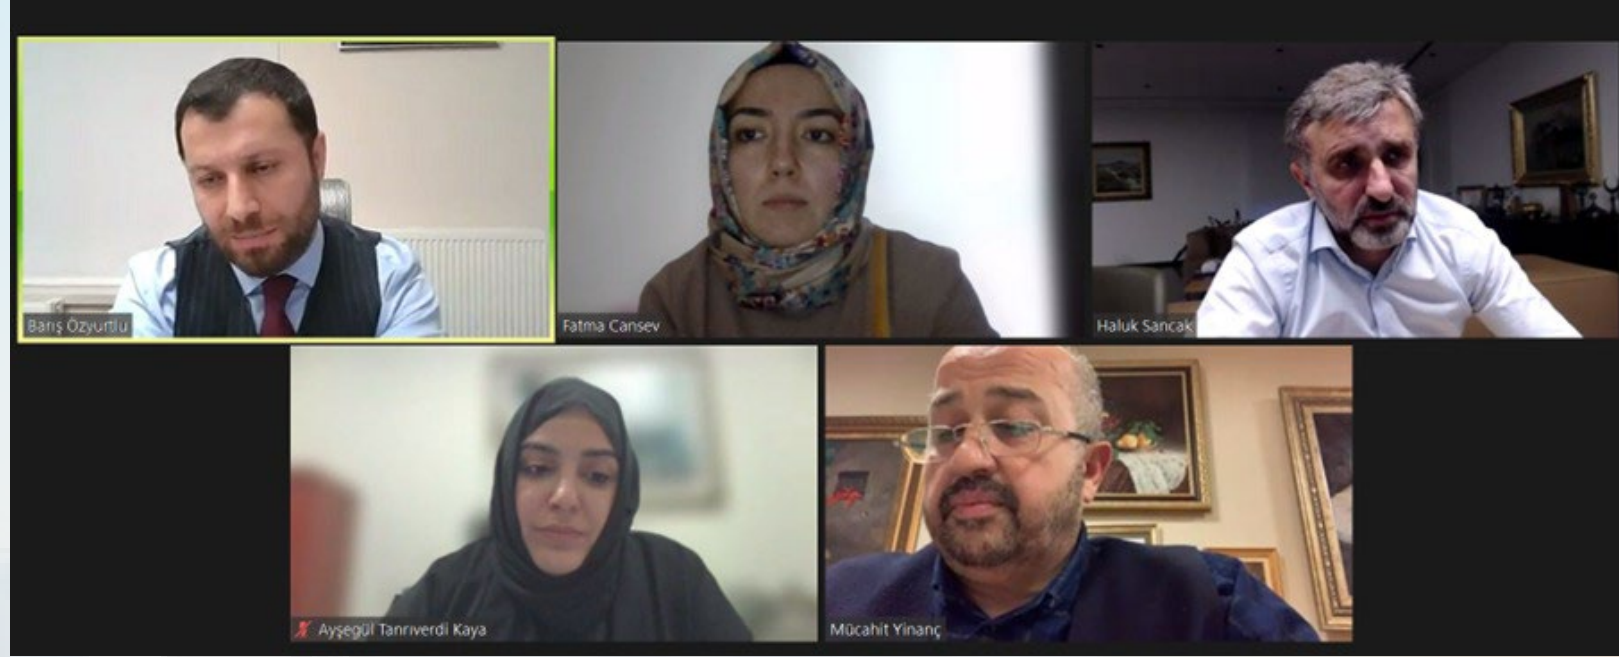 Barış Özyurtlu
Fatma Cansev
Haluk Sancak
Ayşegül Tanrıverdi Kaya
Mücahit Yinanç